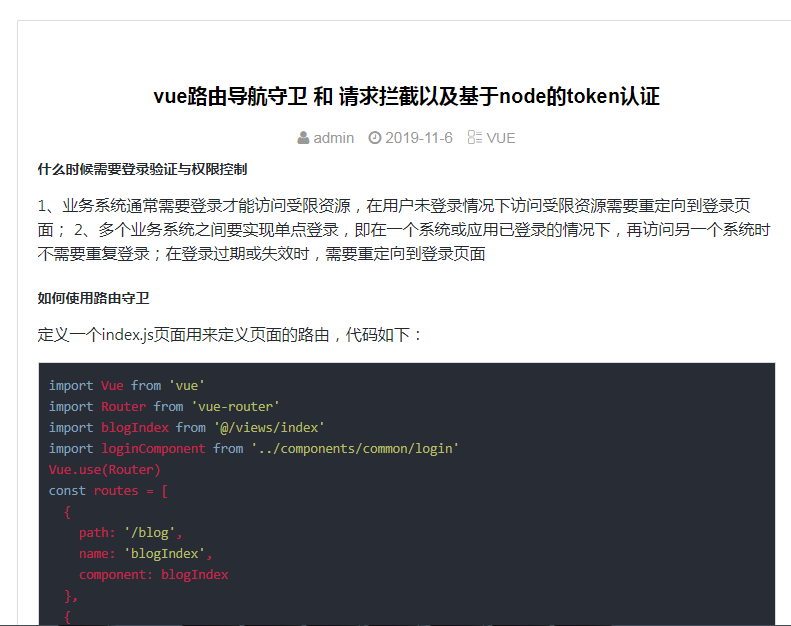 vue路由导航守卫 和 请求拦截以及基于node的token认证
admin 2019-11-6 VUE
什么时候需要登录验证与权限控制
1、业务系统通常需要登录才能访问受限资源，在用户未登录情况下访问受限资源需要重定向到登录页
面； 2、多个业务系统之间要实现单点登录，即在一个系统或应用已登录的情况下，再访问另一个系统时
不需要重复登录；在登录过期或失效时，需要重定向到登录页面
如何使用路由守卫
定义一个index.js页面用来定义页面的路由，代码如下：
import Vue from 'vue'
import Router from 'vue-router'
import blogIndex from '@/views/index'
import loginComponent from '../components/common/login'
Vue.use(Router)
const routes = [
  {
    path: '/blog',
    name: 'blogIndex',
    component: blogIndex
  },
  {